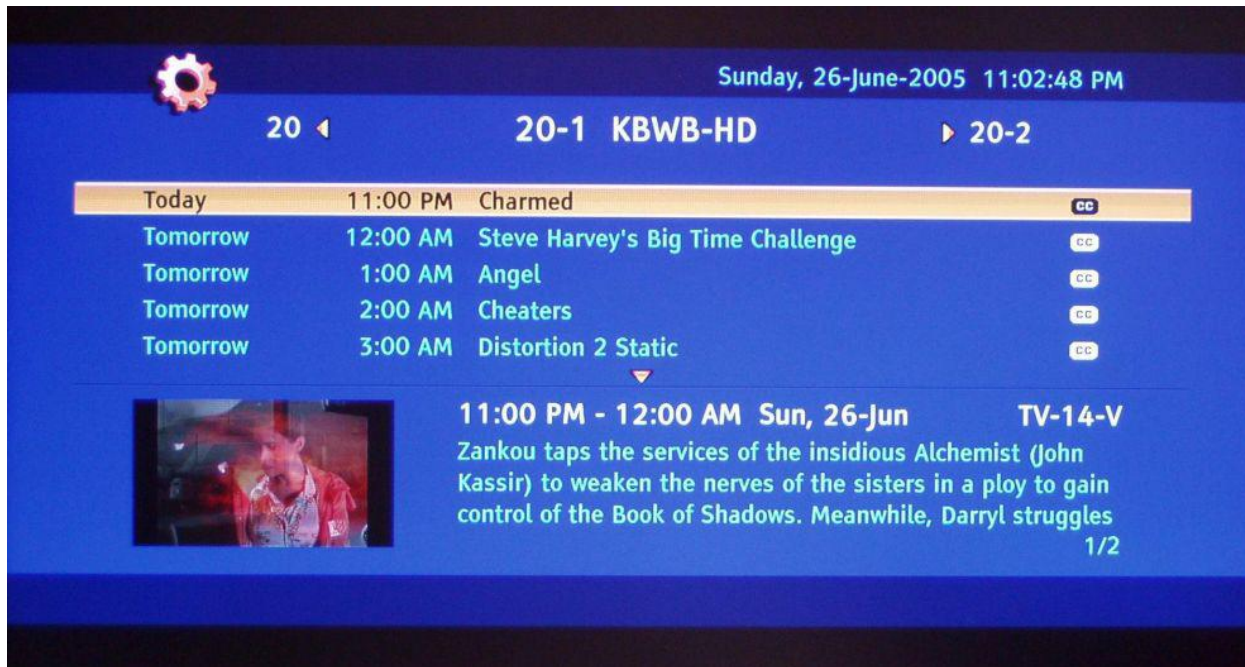 Sunday, 26-June-2005 11:02:48 PM
20 20-1 KBWB-HD 20-2
Today 11:00 PM Charmed CC
Tomorrow 12:00 AM Steve Harvey's Big Time Challenge CC
Tomorrow 1:00 AM Angel CC
Tomorrow 2:00 AM Cheaters CC
Tomorrow 3:00 AM Distortion 2 Static CC
11:00 PM - 12:00 AM Sun, 26-Jun TV-14-V
Zankou taps the services of the insidious Alchemist (John
Kassir) to weaken the nerves of the sisters in a ploy to gain
control of the Book of Shadows. Meanwhile, Darryl struggles
1/2